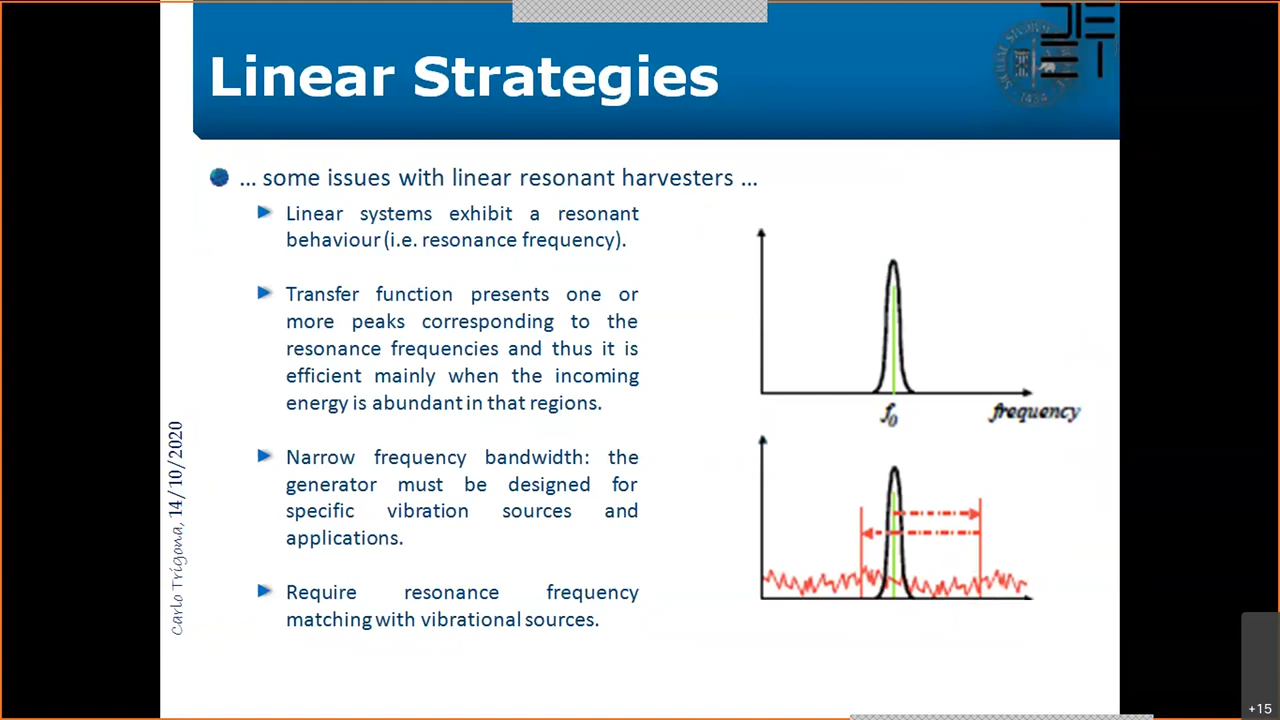 Linear Strategies
... some issues with linear resonant harvesters ...
Linear systems exhibit a resonant
behaviour (i.e. resonance frequency).
Transfer function presents one or
more peaks corresponding to the
resonance frequencies and thus it is
efficient mainly when the incoming
energy is abundant in that regions.
Narrow frequency bandwidth: the
generator must be designed for
specific vibration sources and
applications.
Require resonance frequency
matching with vibrational sources.
f0
frequency
Carlo Trigona, 14/10/2020
+15